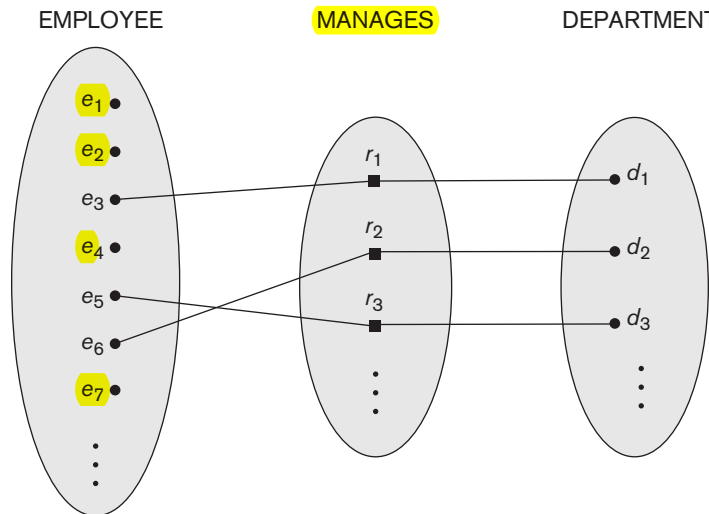 EMPLOYEE MANAGES DEPARTMENT
e1
e2
e3
e4
e5
e6
e7
r1
r2
r3
d1
d2
d3